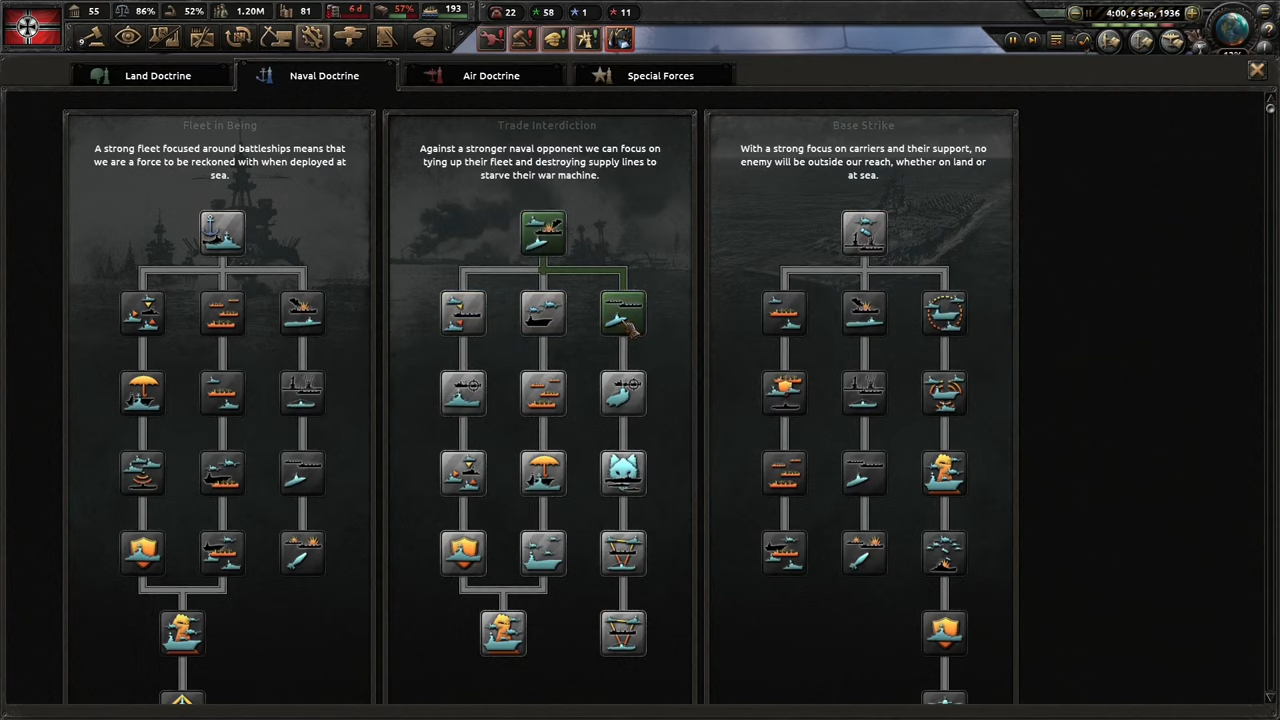 55 86% 52% 1.20M 81 6 d 57% 193 22 58 1 11 4:00, 6 Sep, 1936
9
Land Doctrine Naval Doctrine Air Doctrine Special Forces
Fleet in Being
A strong fleet focused around battleships means that
we are a force to be reckoned with when deployed at
sea.
Trade Interdiction
Against a stronger naval opponent we can focus on
tying up their fleet and destroying supply lines to
starve their war machine.
Base Strike
With a strong focus on carriers and their support, no
enemy will be outside our reach, whether on land or
at sea.